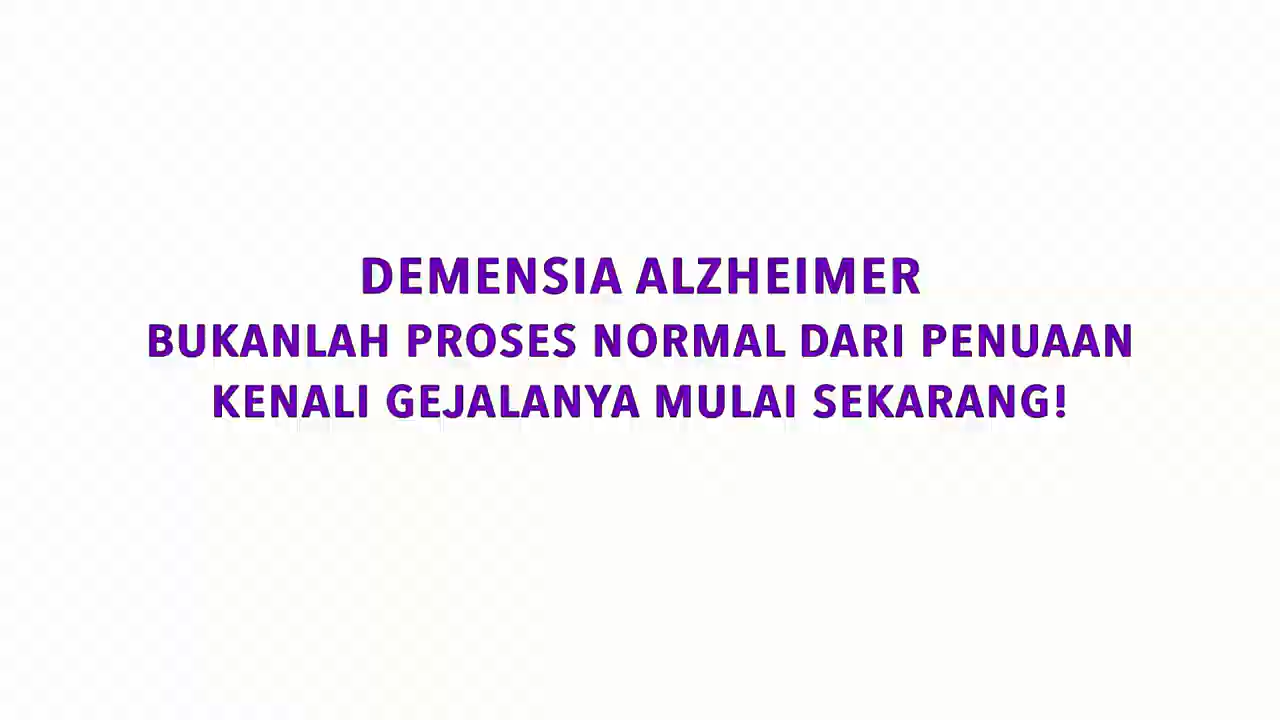 DEMENSIA ALZHEIMER
BUKANLAH PROSES NORMAL DARI PENUAAN
KENALI GEJALANYA MULAI SEKARANG!